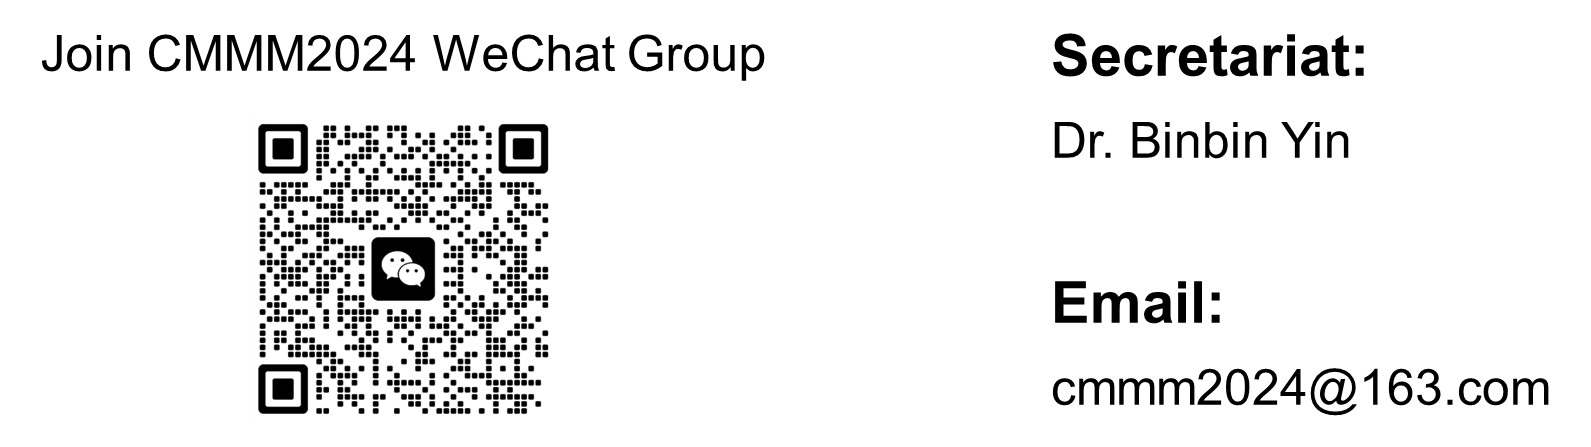 Join CMMM2024 WeChat Group
Secretariat:
Dr. Binbin Yin
Email:
cmmm2024@163.com